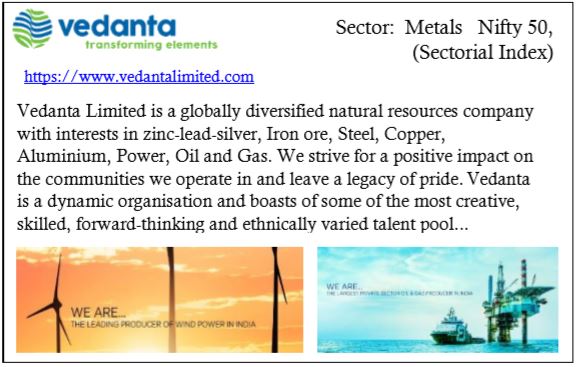 vedanta
transforming elements
Sector: Metals Nifty 50,
(Sectorial Index)
https://www.vedantalimited.com
Vedanta Limited is a globally diversified natural resources company
with interests in zinc-lead-silver, Iron ore, Steel, Copper,
Aluminium, Power, Oil and Gas. We strive for a positive impact on
the communities we operate in and leave a legacy of pride. Vedanta
is a dynamic organisation and boasts of some of the most creative,
skilled, forward-thinking and ethnically varied talent pool...
WE ARE...
THE LEADING PRODUCER OF WIND POWER IN INDIA
WE ARE...
THE LARGEST PRIVATE SECTOR OIL & GAS PRODUCER IN INDIA